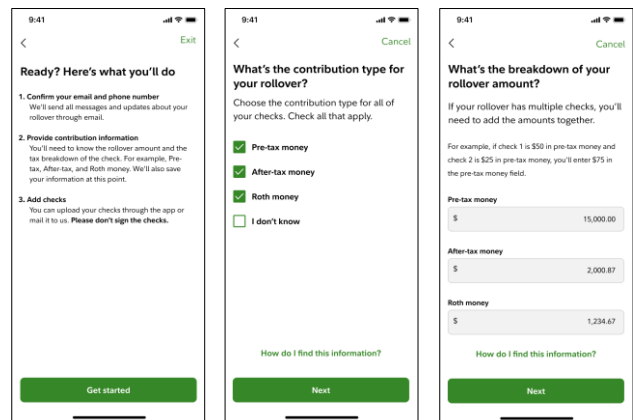 9:41
Exit
Ready? Here's what you'll do
1. Confirm your email and phone number
We'll send all messages and updates about your
rollover through email.
2. Provide contribution information
You'll need to know the rollover amount and the
tax breakdown of the check. For example, Pre-
tax, After-tax, and Roth money. We'll also save
your information at this point.
3. Add checks
You can upload your checks through the app or
mail it to us. Please don't sign the checks.
Get started
9:41
Cancel
What's the contribution type for
your rollover?
Choose the contribution type for all of
your checks. Check all that apply.
Pre-tax money
After-tax money
Roth money
I don't know
How do I find this information?
Next
9:41
Cancel
What's the breakdown of your
rollover amount?
If your rollover has multiple checks, you'll
need to add the amounts together.
For example, if check 1 is $50 in pre-tax money and
check 2 is $25 in pre-tax money, you'll enter $75 in
the pre-tax money field.
Pre-tax money
$ 15,000.00
After-tax money
$ 2,000.87
Roth money
$ 1,234.67
How do I find this information?
Next